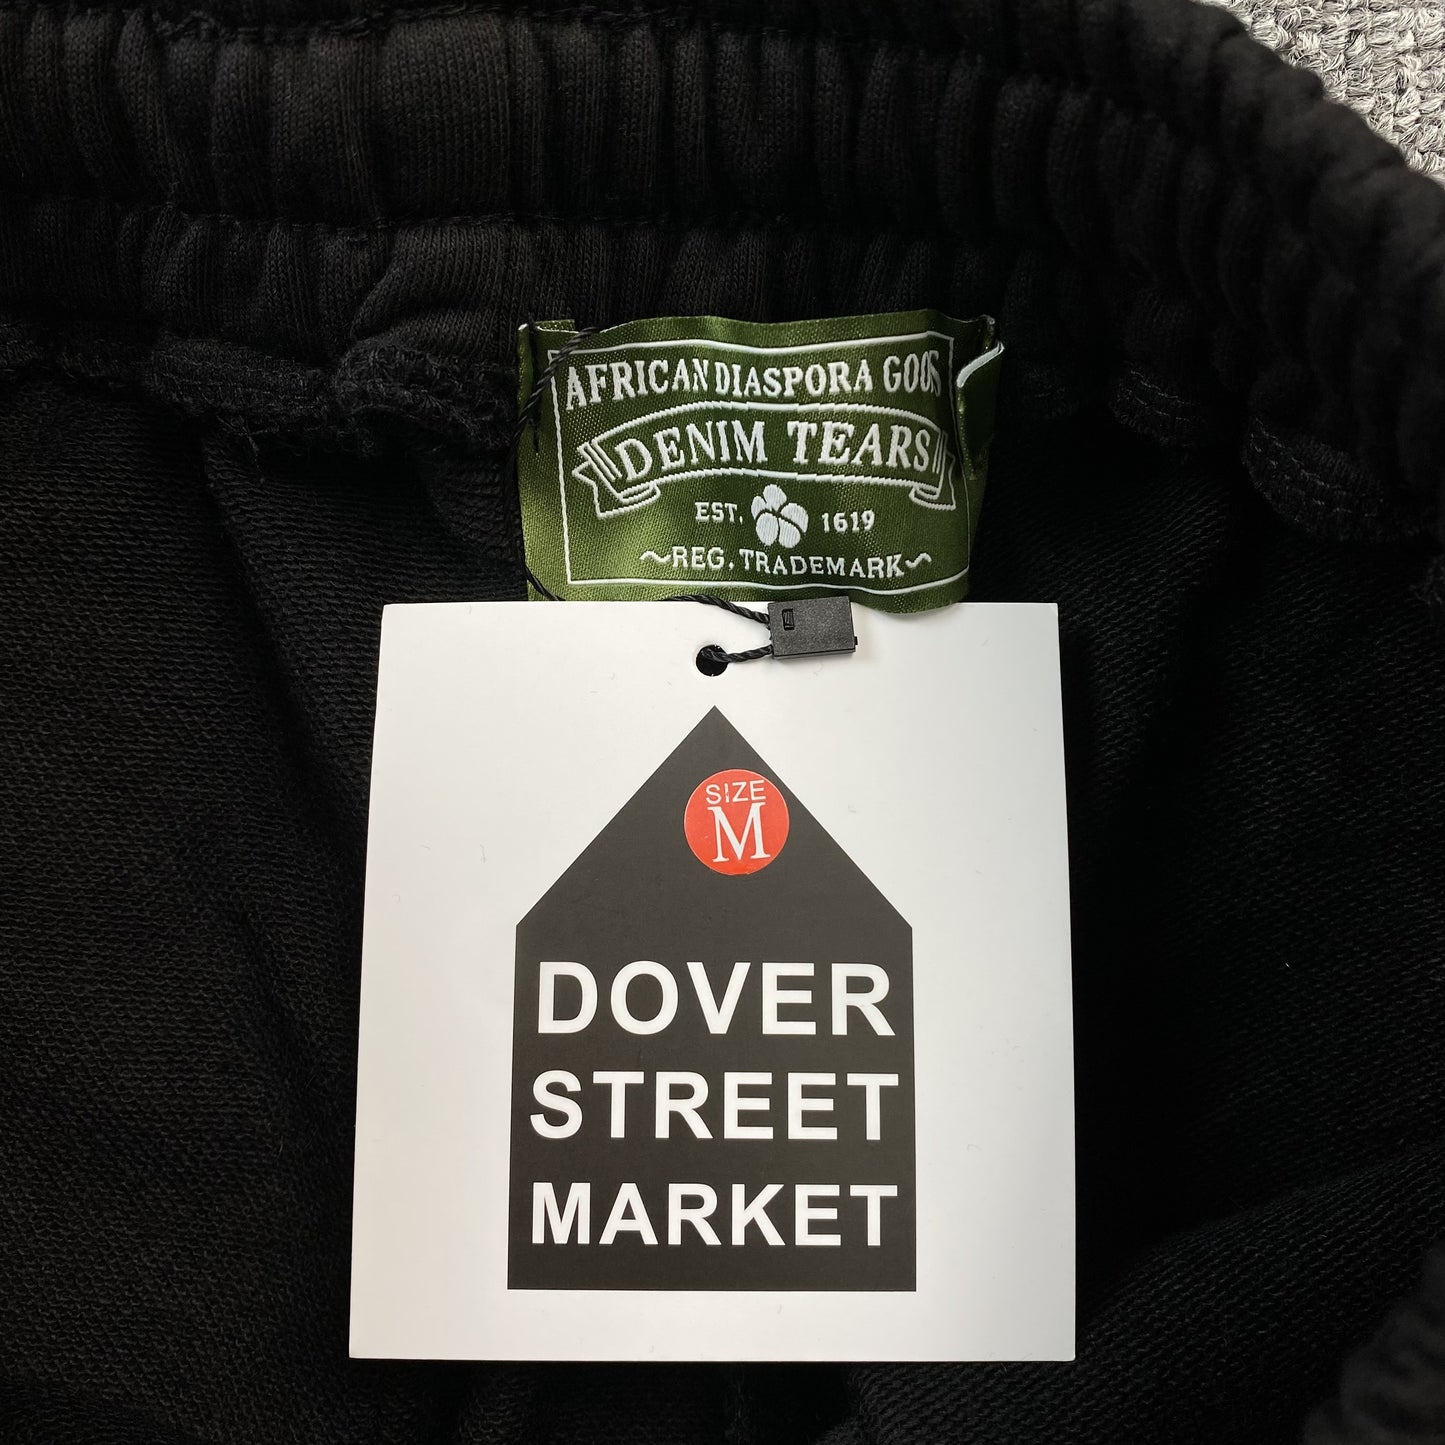 AFRICAN DIASPORA GOODS
DENIM TEARS
EST. 1619
~REG. TRADEMARK~
SIZE
M
DOVER
STREET
MARKET